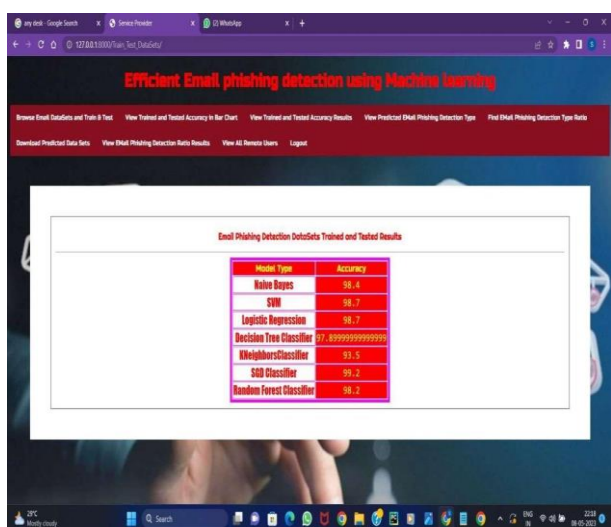 any desk - Google Search
Service Provider
(2) WhatsApp
127.0.0.1:8000/Train_Test_DataSets/
Efficient Email phishing detection using Machine learning
Browse Email DataSets and Train & Test View Trained and Tested Accuracy in Bar Chart View Trained and Tested Accuracy Results View Predicted EMail Phishing Detection Type Find EMail Phishing Detection Type Ratio
Download Predicted Data Sets View EMail Phishing Detection Ratio Results View All Remote Users Logout
Email Phishing Detection DataSets Trained and Tested Results
Model Type Accuracy
Naive Bayes 98.4
SVM 98.7
Logistic Regression 98.7
Decision Tree Classifier 97.89999999999999
KNeighborsClassifier 93.5
SGD Classifier 99.2
Random Forest Classifier 98.2
29°C
Mostly cloudy
Search
ENG
IN
22:18